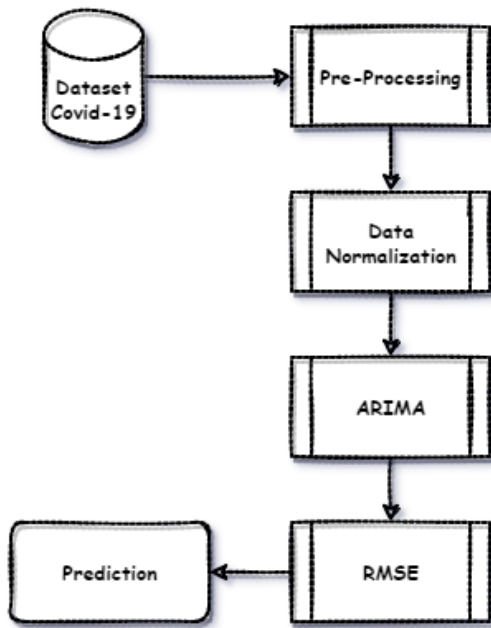 Dataset
Covid-19
Pre-Processing
Data
Normalization
ARIMA
RMSE
Prediction